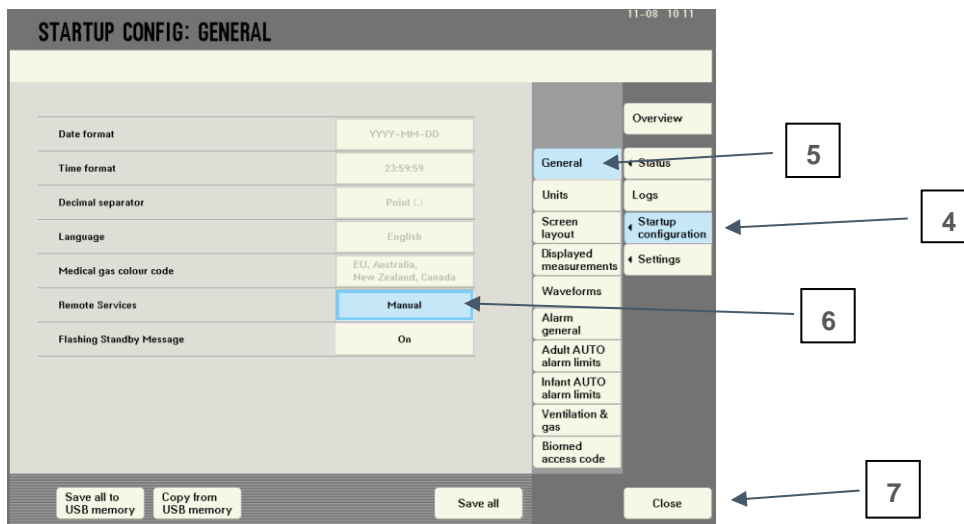 11-08 10 11
STARTUP CONFIG: GENERAL
Date format
YYYY-MM-DD
Time format
23:59:59
Decimal separator
Point (.)
Language
English
Medical gas colour code
EU, Australia,
New Zealand, Canada
Remote Services
Manual
Flashing Standby Message
On
General
Units
Screen
layout
Displayed
measurements
Waveforms
Alarm
general
Adult AUTO
alarm limits
Infant AUTO
alarm limits
Ventilation &
gas
Biomed
access code
Overview
Status
Logs
Startup
configuration
Settings
5
4
6
7
Save all to
USB memory
Copy from
USB memory
Save all
Close